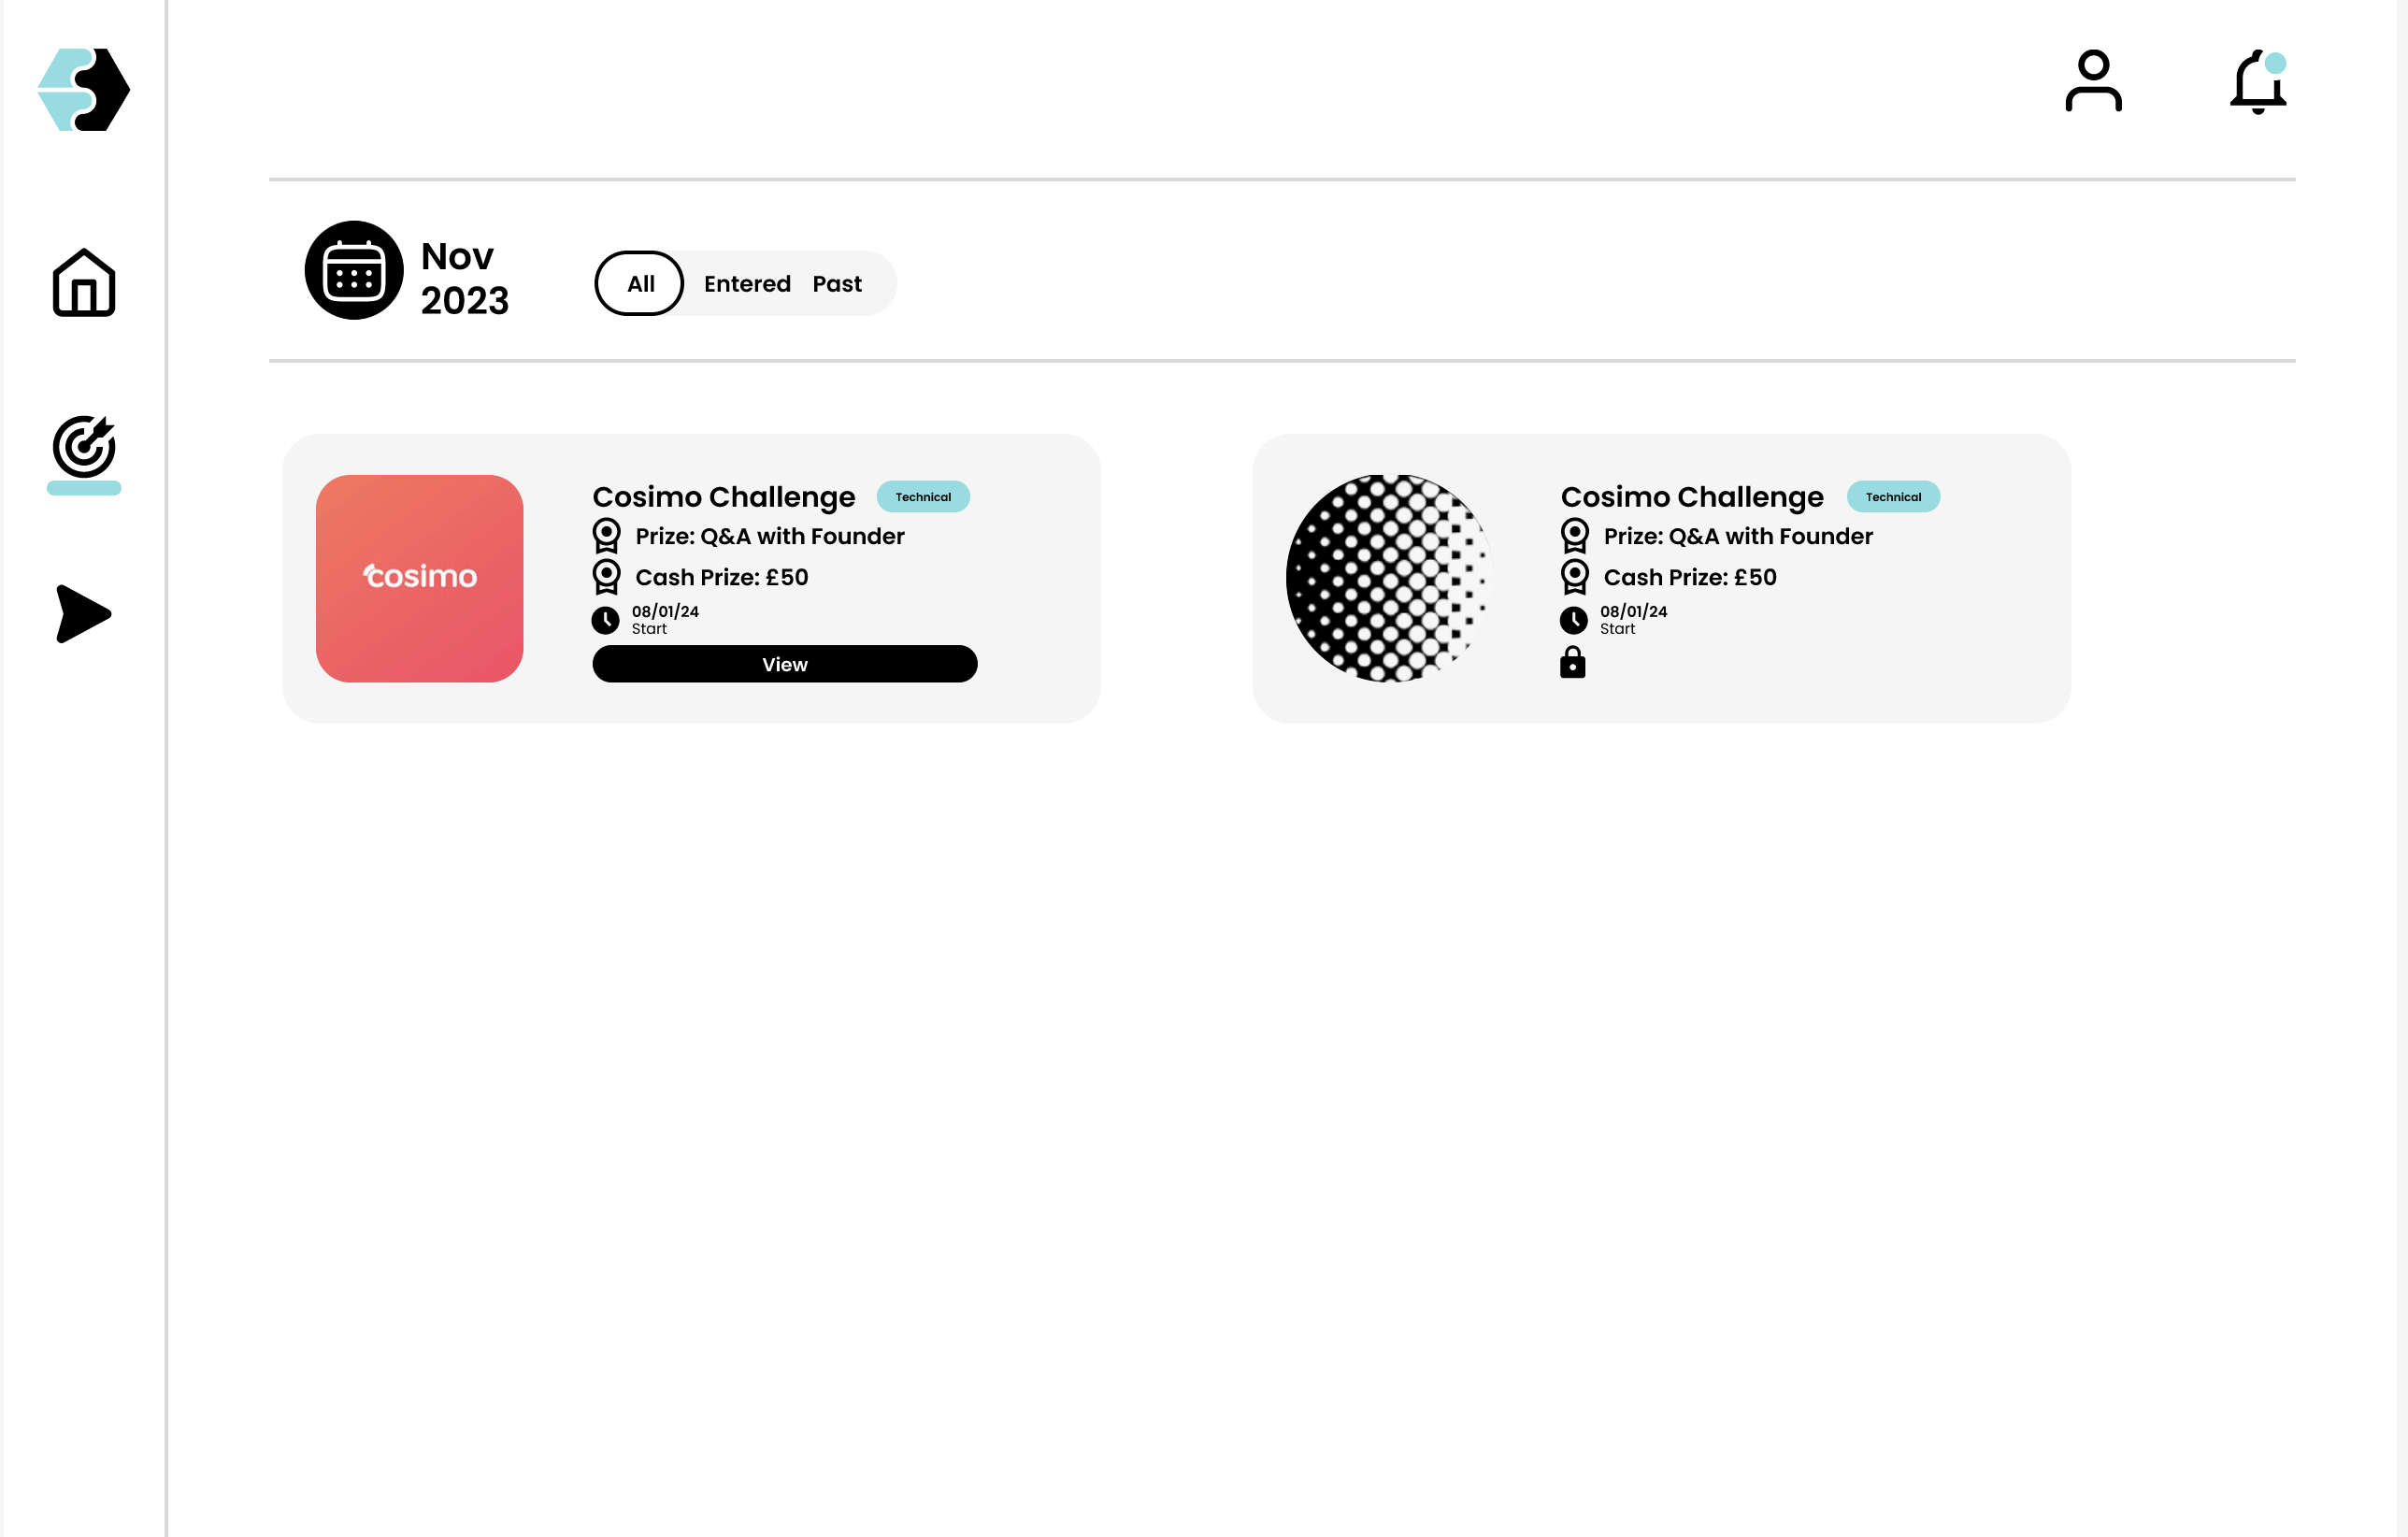 Nov
2023
All
Entered
Past
cosimo
Cosimo Challenge
Technical
Prize: Q&A with Founder
Cash Prize: £50
08/01/24
Start
View
Cosimo Challenge
Technical
Prize: Q&A with Founder
Cash Prize: £50
08/01/24
Start